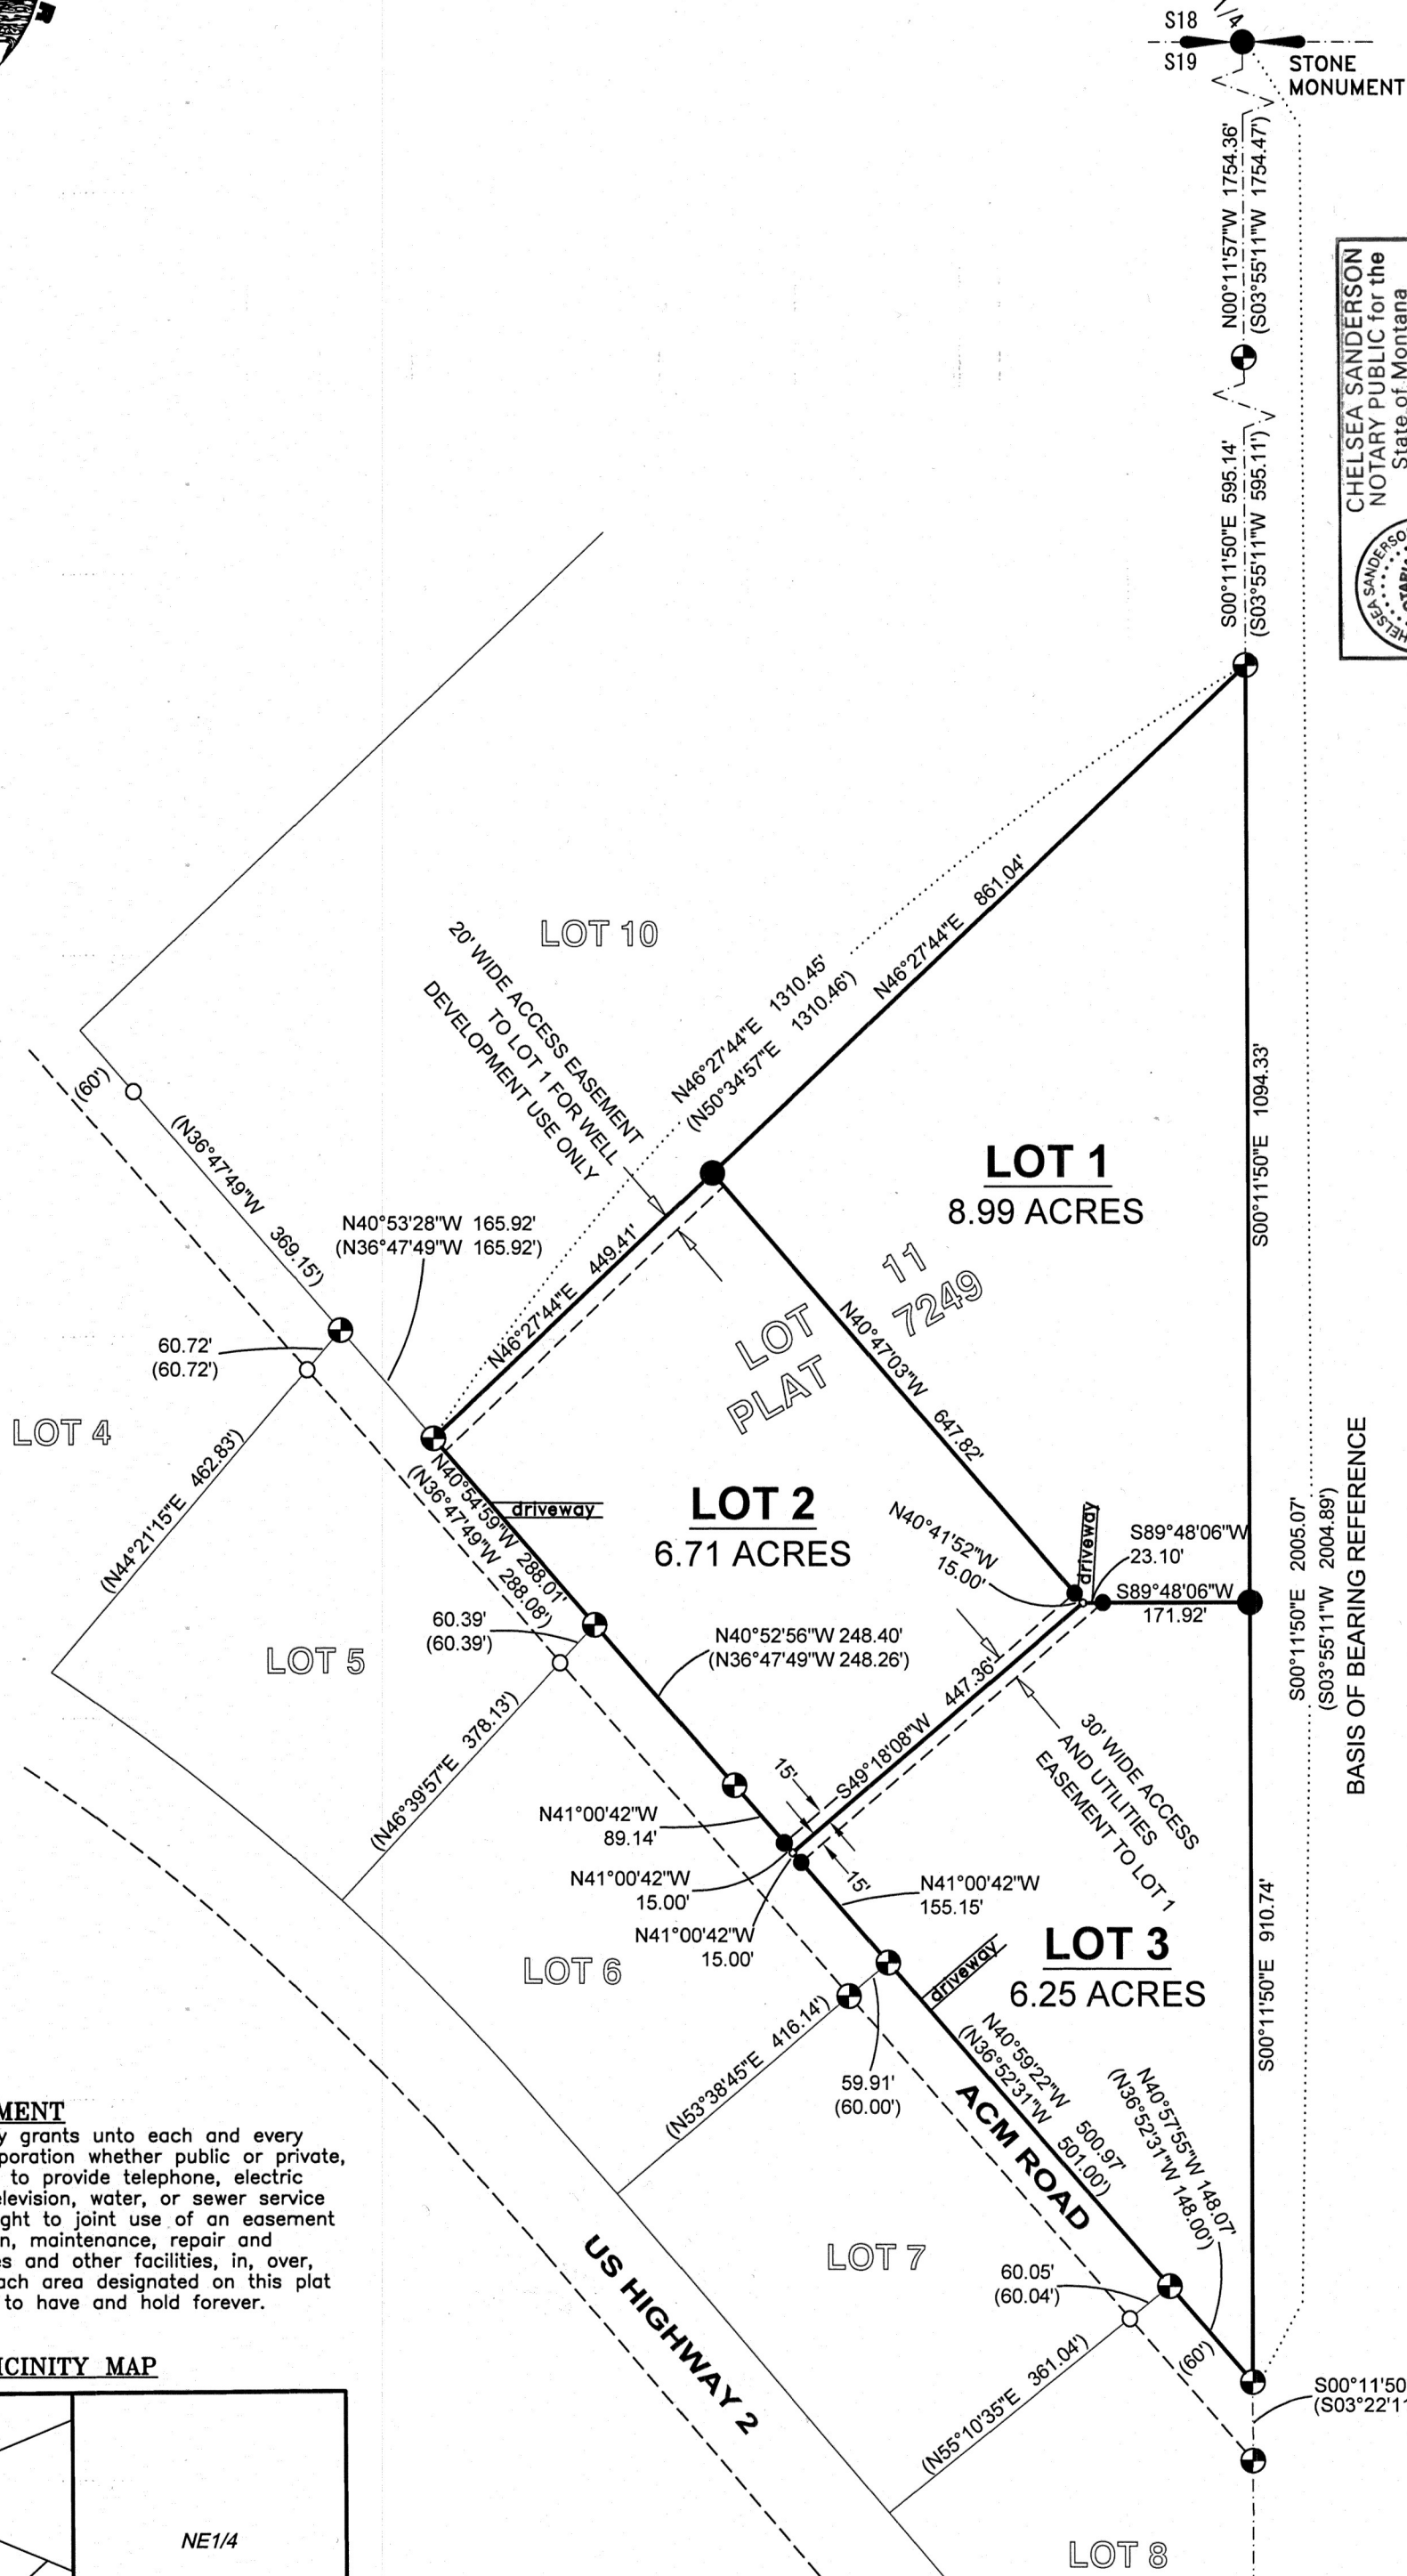 S18
1/4
S19
STONE
MONUMENT
N00°11'57"W 1754.36'
(S03°55'11"W 1754.47')
CHELSEA SANDERSON
NOTARY PUBLIC for the
State of Montana
CHELSEA SANDERSO
S00°11'50"E 595.14'
(S03°55'11"W 595.11')
LOT 10
20' WIDE ACCESS EASEMENT
TO LOT 1 FOR WELL
DEVELOPMENT USE ONLY
N46°27'44"E 1310.45'
(N50°34'57"E 1310.46')
N46°27'44"E 861.04'
S00°11'50"E 1094.33'
(60')
(N36°47'49"W 369.15')
N40°53'28"W 165.92'
(N36°47'49"W 165.92')
N46°27'44"E 449.41'
LOT 1
8.99 ACRES
LOT 11
PLAT 7249
N40°47'03"W 647.82'
60.72'
(60.72')
LOT 4
(N44°21'15"E 462.83')
N40°54'59"W 288.01'
(N36°47'49"W 288.08')
driveway
LOT 2
6.71 ACRES
N40°41'52"W
15.00'
driveway
S89°48'06"W
23.10'
S89°48'06"W
171.92'
S00°11'50"E 2005.07'
(S03°55'11"W 2004.89')
BASIS OF BEARING REFERENCE
60.39'
(60.39')
LOT 5
N40°52'56"W 248.40'
(N36°47'49"W 248.26')
(N46°39'57"E 378.13')
S49°18'08"W 447.36'
30' WIDE ACCESS
AND UTILITIES
EASEMENT TO LOT 1
15'
15'
N41°00'42"W
89.14'
N41°00'42"W
15.00'
N41°00'42"W
15.00'
N41°00'42"W
155.15'
LOT 6
driveway
LOT 3
6.25 ACRES
S00°11'50"E 910.74'
(N53°38'45"E 416.14')
59.91'
(60.00')
N40°59'22"W 500.97'
(N36°52'31"W 501.00')
ACM ROAD
N40°57'55"W 148.07'
(N36°52'31"W 148.00')
MENT
y grants unto each and every
poration whether public or private,
to provide telephone, electric
elevision, water, or sewer service
ght to joint use of an easement
n, maintenance, repair and
es and other facilities, in, over,
ach area designated on this plat
to have and hold forever.
US HIGHWAY 2
LOT 7
60.05'
(60.04')
(60')
(N55°10'35"E 361.04')
S00°11'50
(S03°22'11
ICINITY MAP
NE1/4
LOT 8